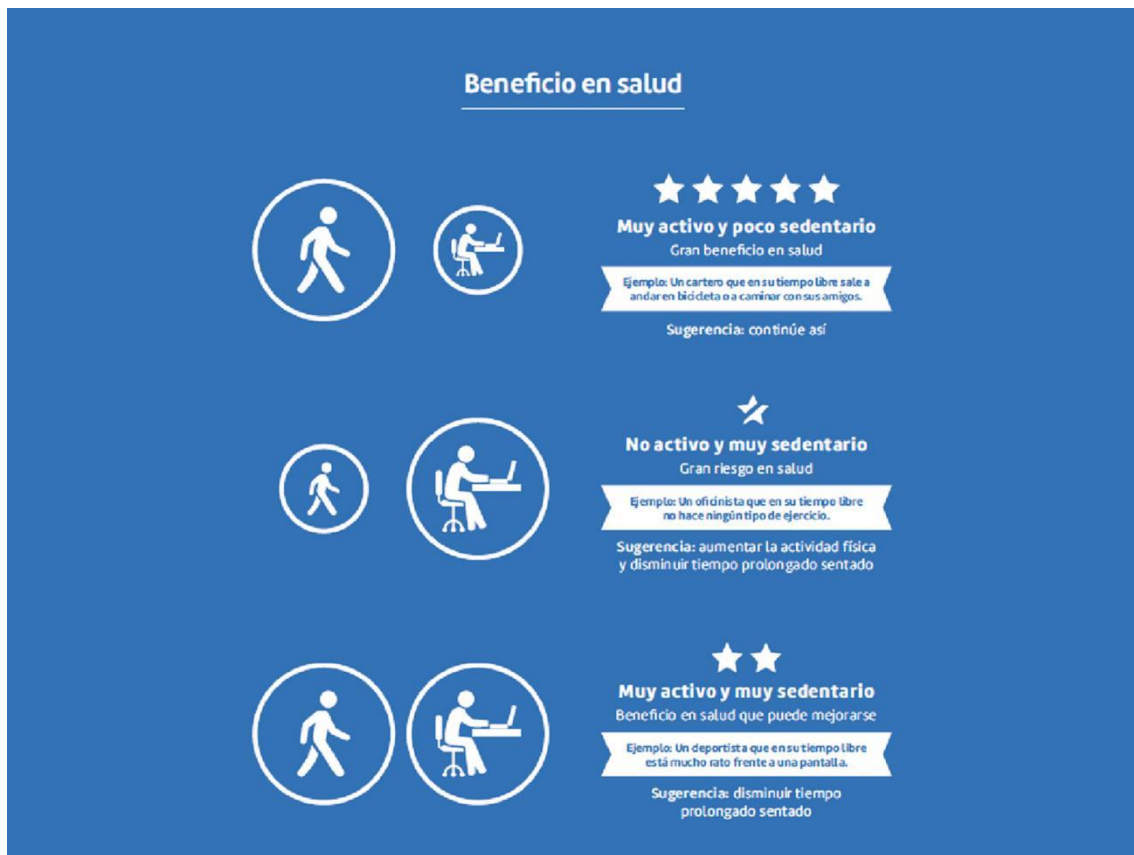 Beneficio en salud
Muy activo y poco sedentario
Gran beneficio en salud
Ejemplo: Un cartero que en su tiempo libre sale a
andar en bicicleta o a caminar con sus amigos.
Sugerencia: continúe así
No activo y muy sedentario
Gran riesgo en salud
Ejemplo: Un oficinista que en su tiempo libre
no hace ningún tipo de ejercicio.
Sugerencia: aumentar la actividad física
y disminuir tiempo prolongado sentado
Muy activo y muy sedentario
Beneficio en salud que puede mejorarse
Ejemplo: Un deportista que en su tiempo libre
está mucho rato frente a una pantalla.
Sugerencia: disminuir tiempo
prolongado sentado